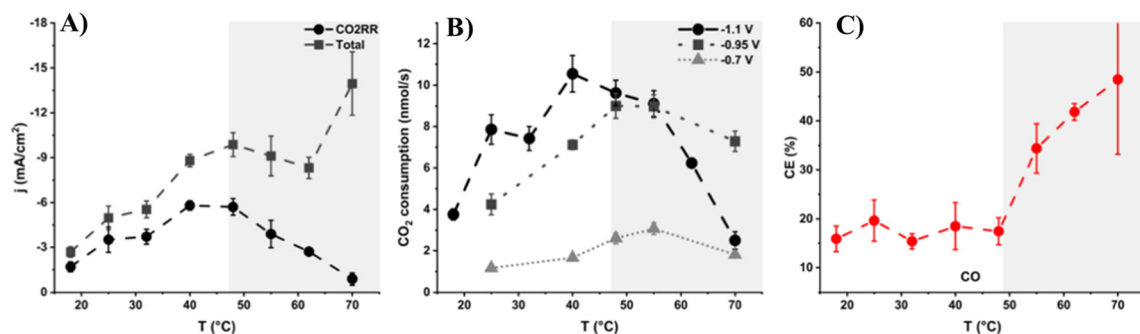 A)
CO2RR
Total
-18
-15
-12
-9
-6
-3
0
j (mA/cm²)
20 30 40 50 60 70
T (°C)
B)
-1.1 V
-0.95 V
-0.7 V
12
10
8
6
4
2
0
CO₂ consumption (nmol/s)
20 30 40 50 60 70
T (°C)
C)
60
50
40
30
20
10
CE (%)
CO
20 30 40 50 60 70
T (°C)